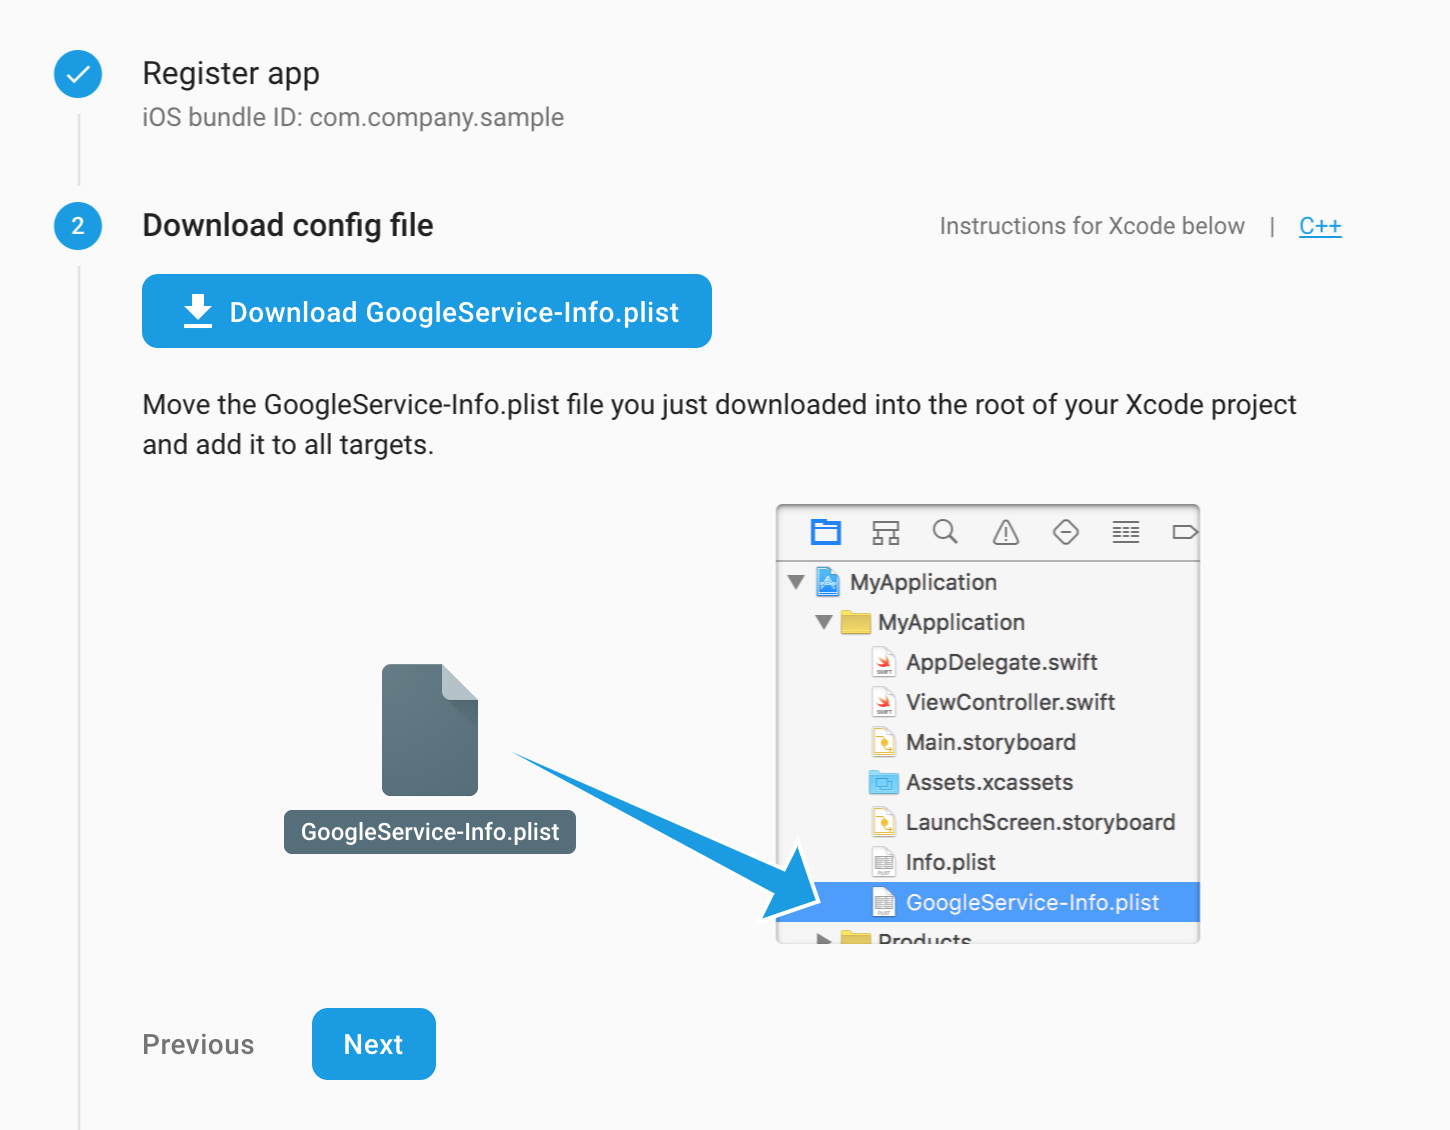 Register app
iOS bundle ID: com.company.sample
2
Download config file
Instructions for Xcode below | C++
Download GoogleService-Info.plist
Move the GoogleService-Info.plist file you just downloaded into the root of your Xcode project
and add it to all targets.
GoogleService-Info.plist
MyApplication
MyApplication
AppDelegate.swift
ViewController.swift
Main.storyboard
Assets.xcassets
LaunchScreen.storyboard
Info.plist
GoogleService-Info.plist
Products
Previous
Next